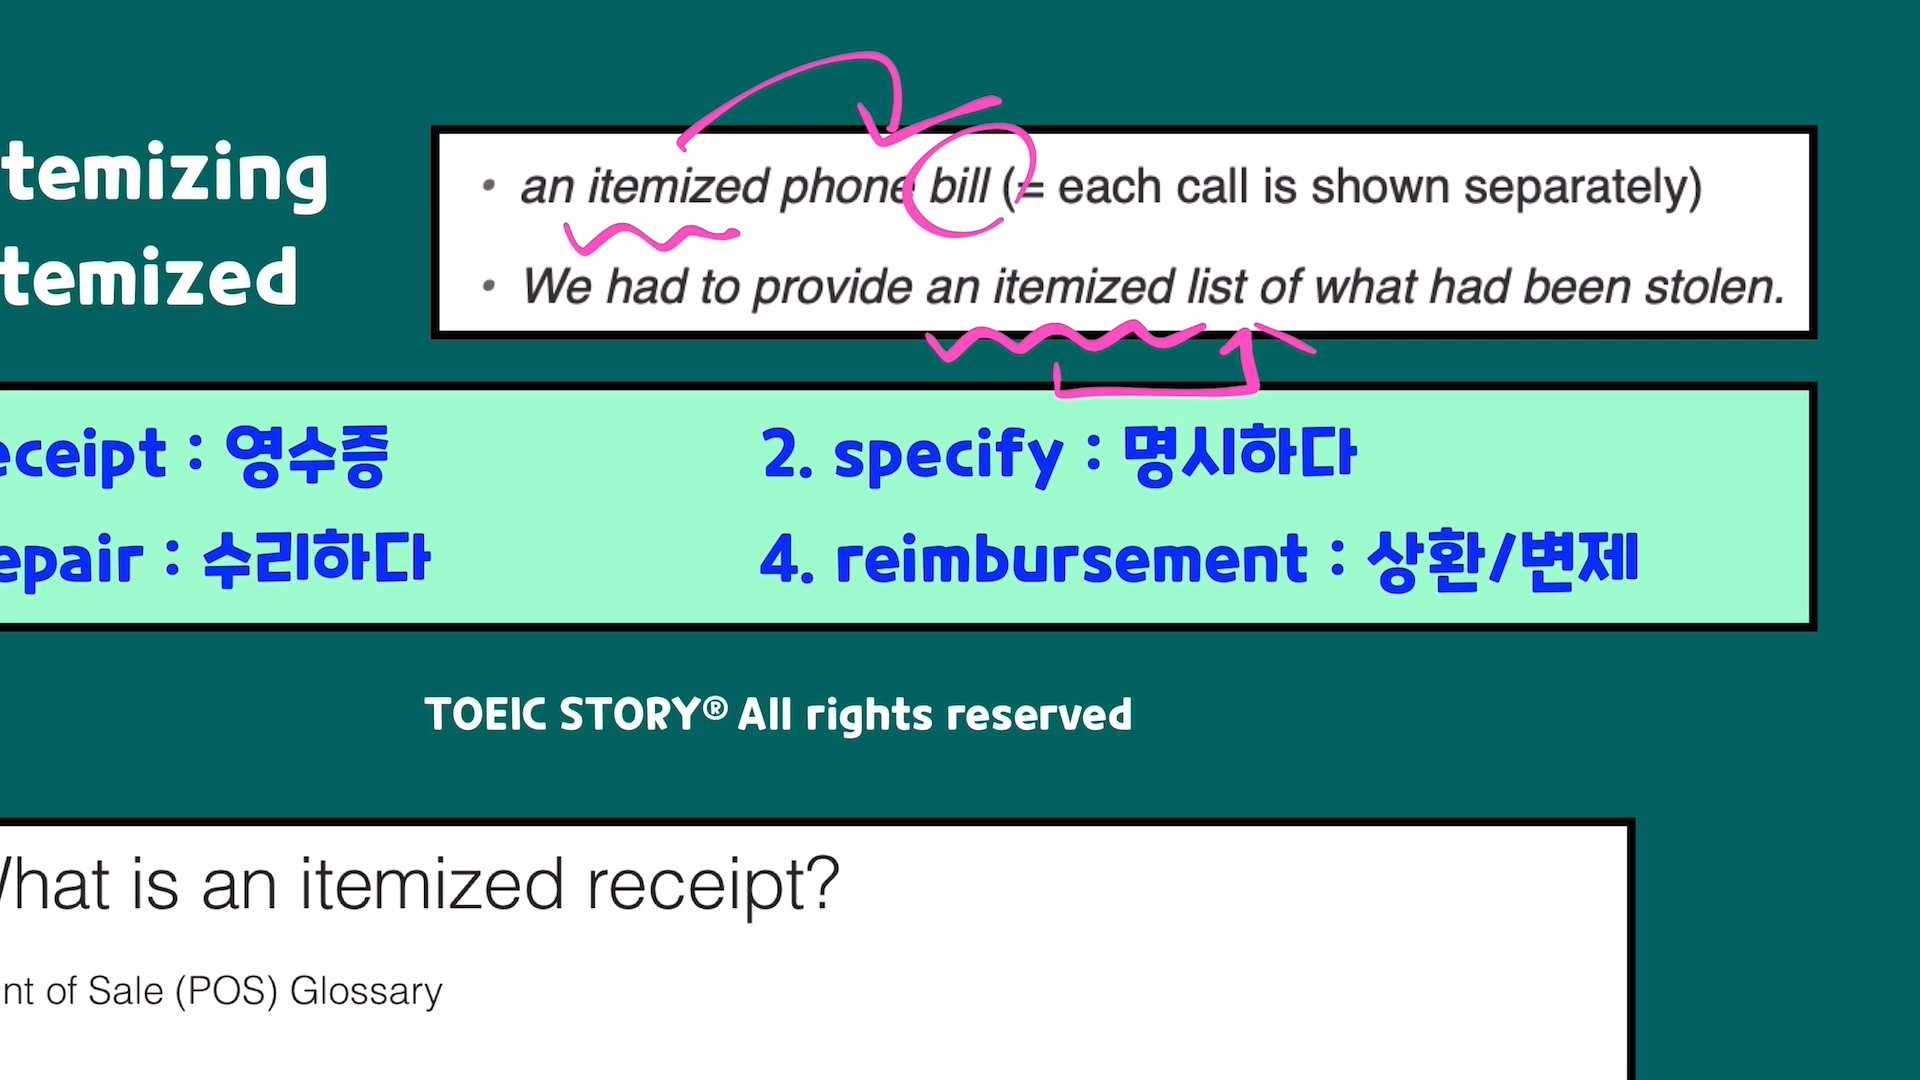 temizing
• an itemized phone bill (= each call is shown separately)
temized
• We had to provide an itemized list of what had been stolen.
eceipt : 영수증
2. specify : 명시하다
epair : 수리하다
4. reimbursement : 상환/변제
TOEIC STORY® All rights reserved
What is an itemized receipt?
nt of Sale (POS) Glossary